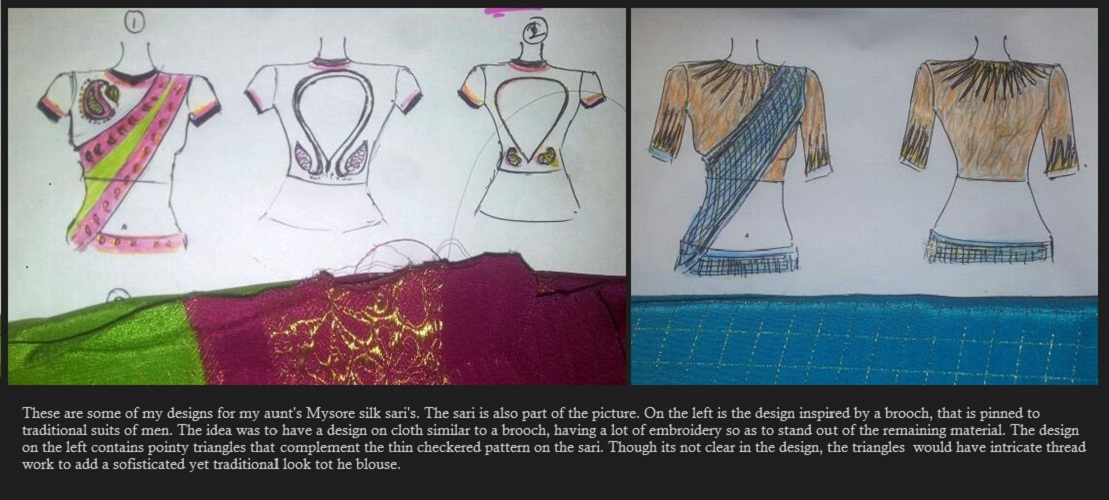 1
2
These are some of my designs for my aunt's Mysore silk sari's. The sari is also part of the picture. On the left is the design inspired by a brooch, that is pinned to
traditional suits of men. The idea was to have a design on cloth similar to a brooch, having a lot of embroidery so as to stand out of the remaining material. The design
on the left contains pointy triangles that complement the thin checkered pattern on the sari. Though its not clear in the design, the triangles  would have intricate thread
work to add a sofisticated yet traditional look tot he blouse.